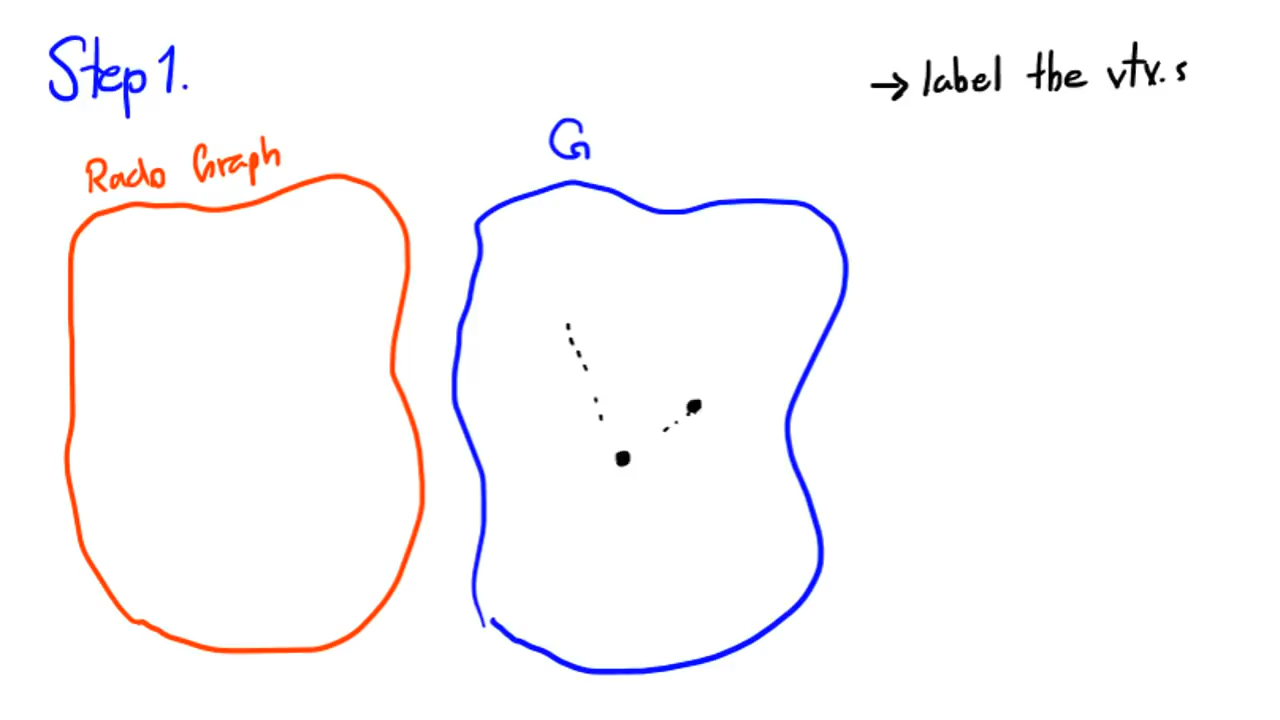 Step 1.
→ label the vtx.s
Rado Graph
G